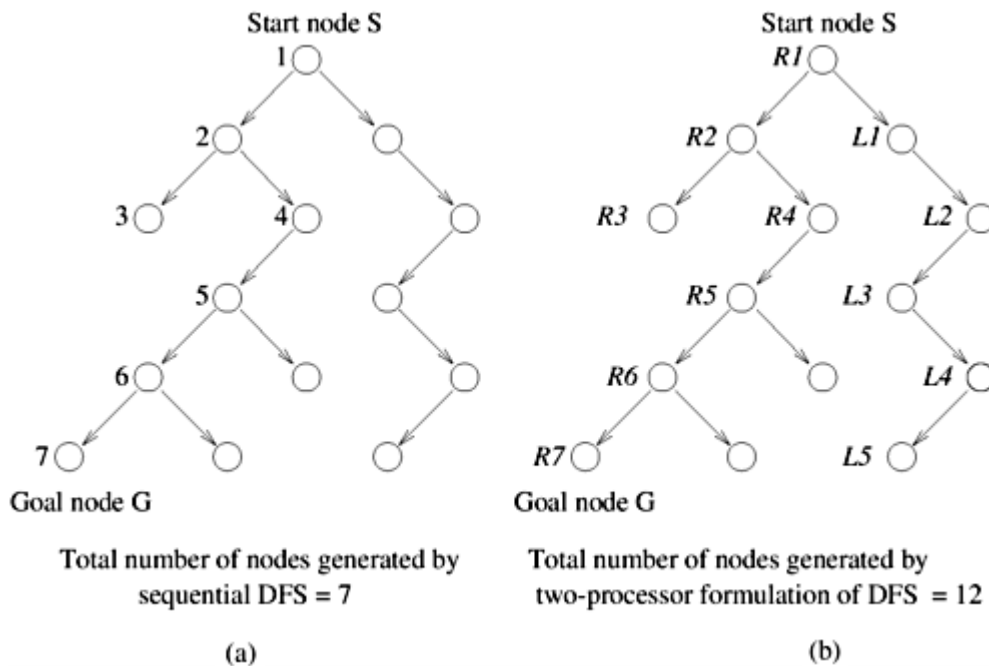 Start node S
1
2
3
4
5
6
7
Goal node G
Total number of nodes generated by
sequential DFS = 7
(a)
Start node S
R1
R2
L1
R3
R4
L2
R5
L3
R6
L4
R7
L5
Goal node G
Total number of nodes generated by
two-processor formulation of DFS = 12
(b)